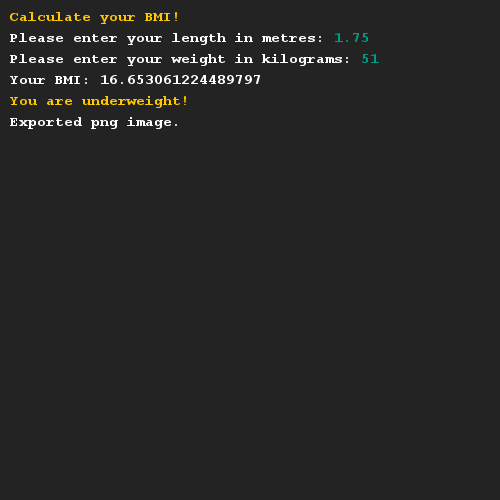 Calculate your BMI!
Please enter your length in metres: 1.75
Please enter your weight in kilograms: 51
Your BMI: 16.653061224489797
You are underweight!
Exported png image.